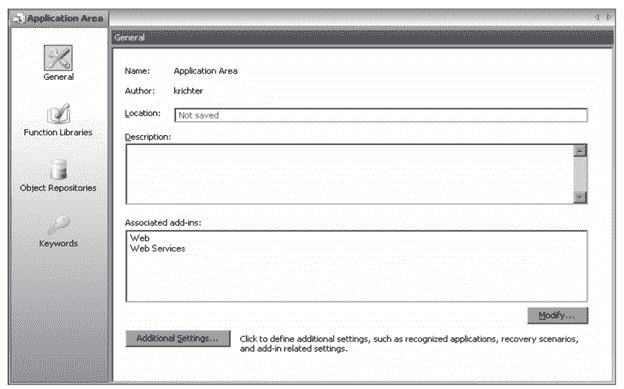 Application Area
General
Function Libraries
Object Repositories
Keywords
General
Name: Application Area
Author: krichter
Location: Not saved
Description:
Associated add-ins:
Web
Web Services
Modify...
Additional Settings... Click to define additional settings, such as recognized applications, recovery scenarios,
and add-in related settings.